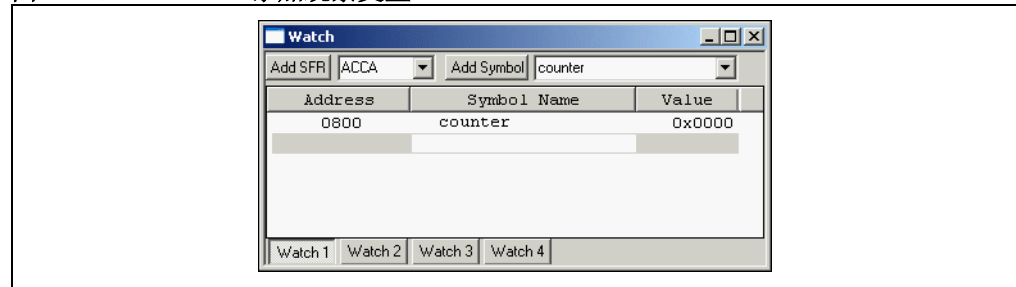 Watch
Add SFR ACCA Add Symbol counter
Address Symbol Name Value
0800 counter 0x0000
Watch 1 Watch 2 Watch 3 Watch 4